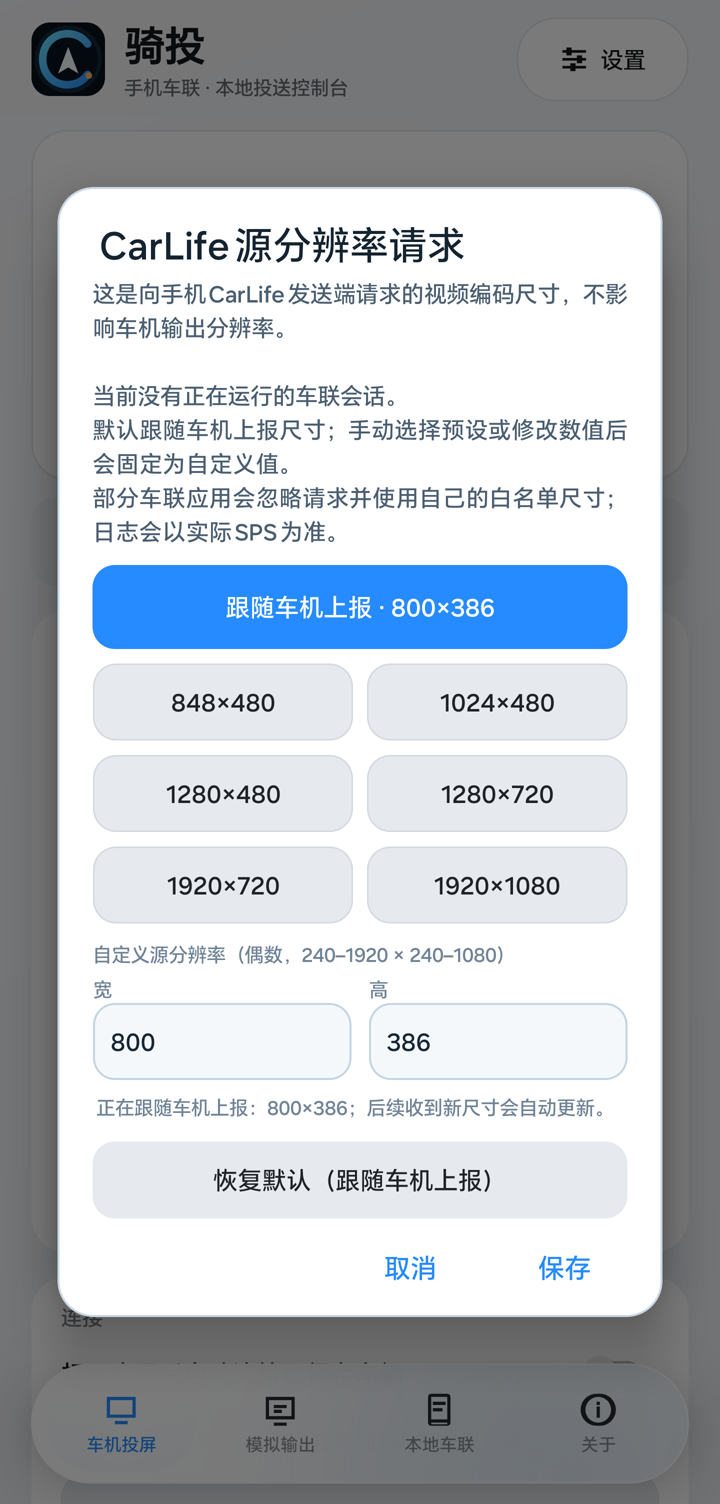 骑投
手机车联 · 本地投送控制台
设置
CarLife源分辨率请求
这是向手机CarLife发送端请求的视频编码尺寸，不影
响车机输出分辨率。
当前没有正在运行的车联会话。
默认跟随车机上报尺寸；手动选择预设或修改数值后
会固定为自定义值。
部分车联应用会忽略请求并使用自己的白名单尺寸；
日志会以实际SPS为准。
跟随车机上报 · 800×386
848×480
1024×480
1280×480
1280×720
1920×720
1920×1080
自定义源分辨率（偶数，240–1920 × 240–1080）
宽
高
800
386
正在跟随车机上报：800×386；后续收到新尺寸会自动更新。
恢复默认（跟随车机上报）
取消
保存
连接
车机投屏
模拟输出
本地车联
关于